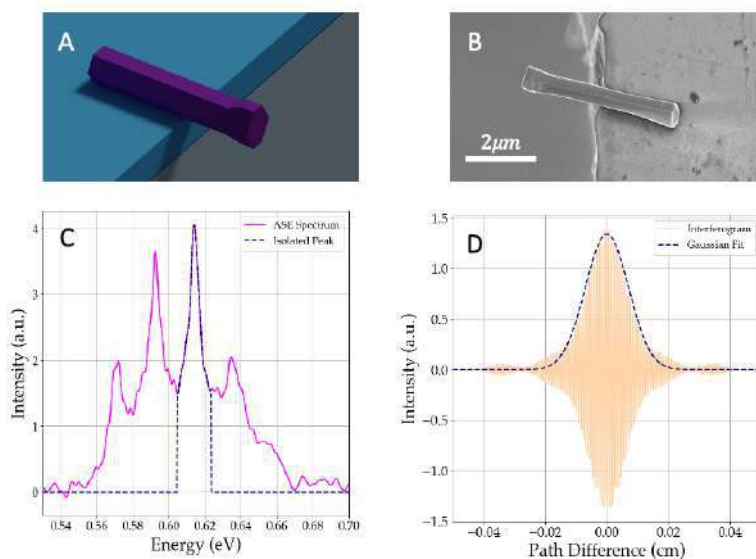 A
B
2μm
C
ASE Spectrum
Isolated Peak
4
3
2
1
0
Intensity (a.u.)
0.54 0.56 0.58 0.60 0.62 0.64 0.66 0.68 0.70
Energy (eV)
D
Interferogram
Gaussian Fit
1.5
1.0
0.5
0.0
−0.5
−1.0
−1.5
Intensity (a.u.)
−0.04 −0.02 0.00 0.02 0.04
Path Difference (cm)